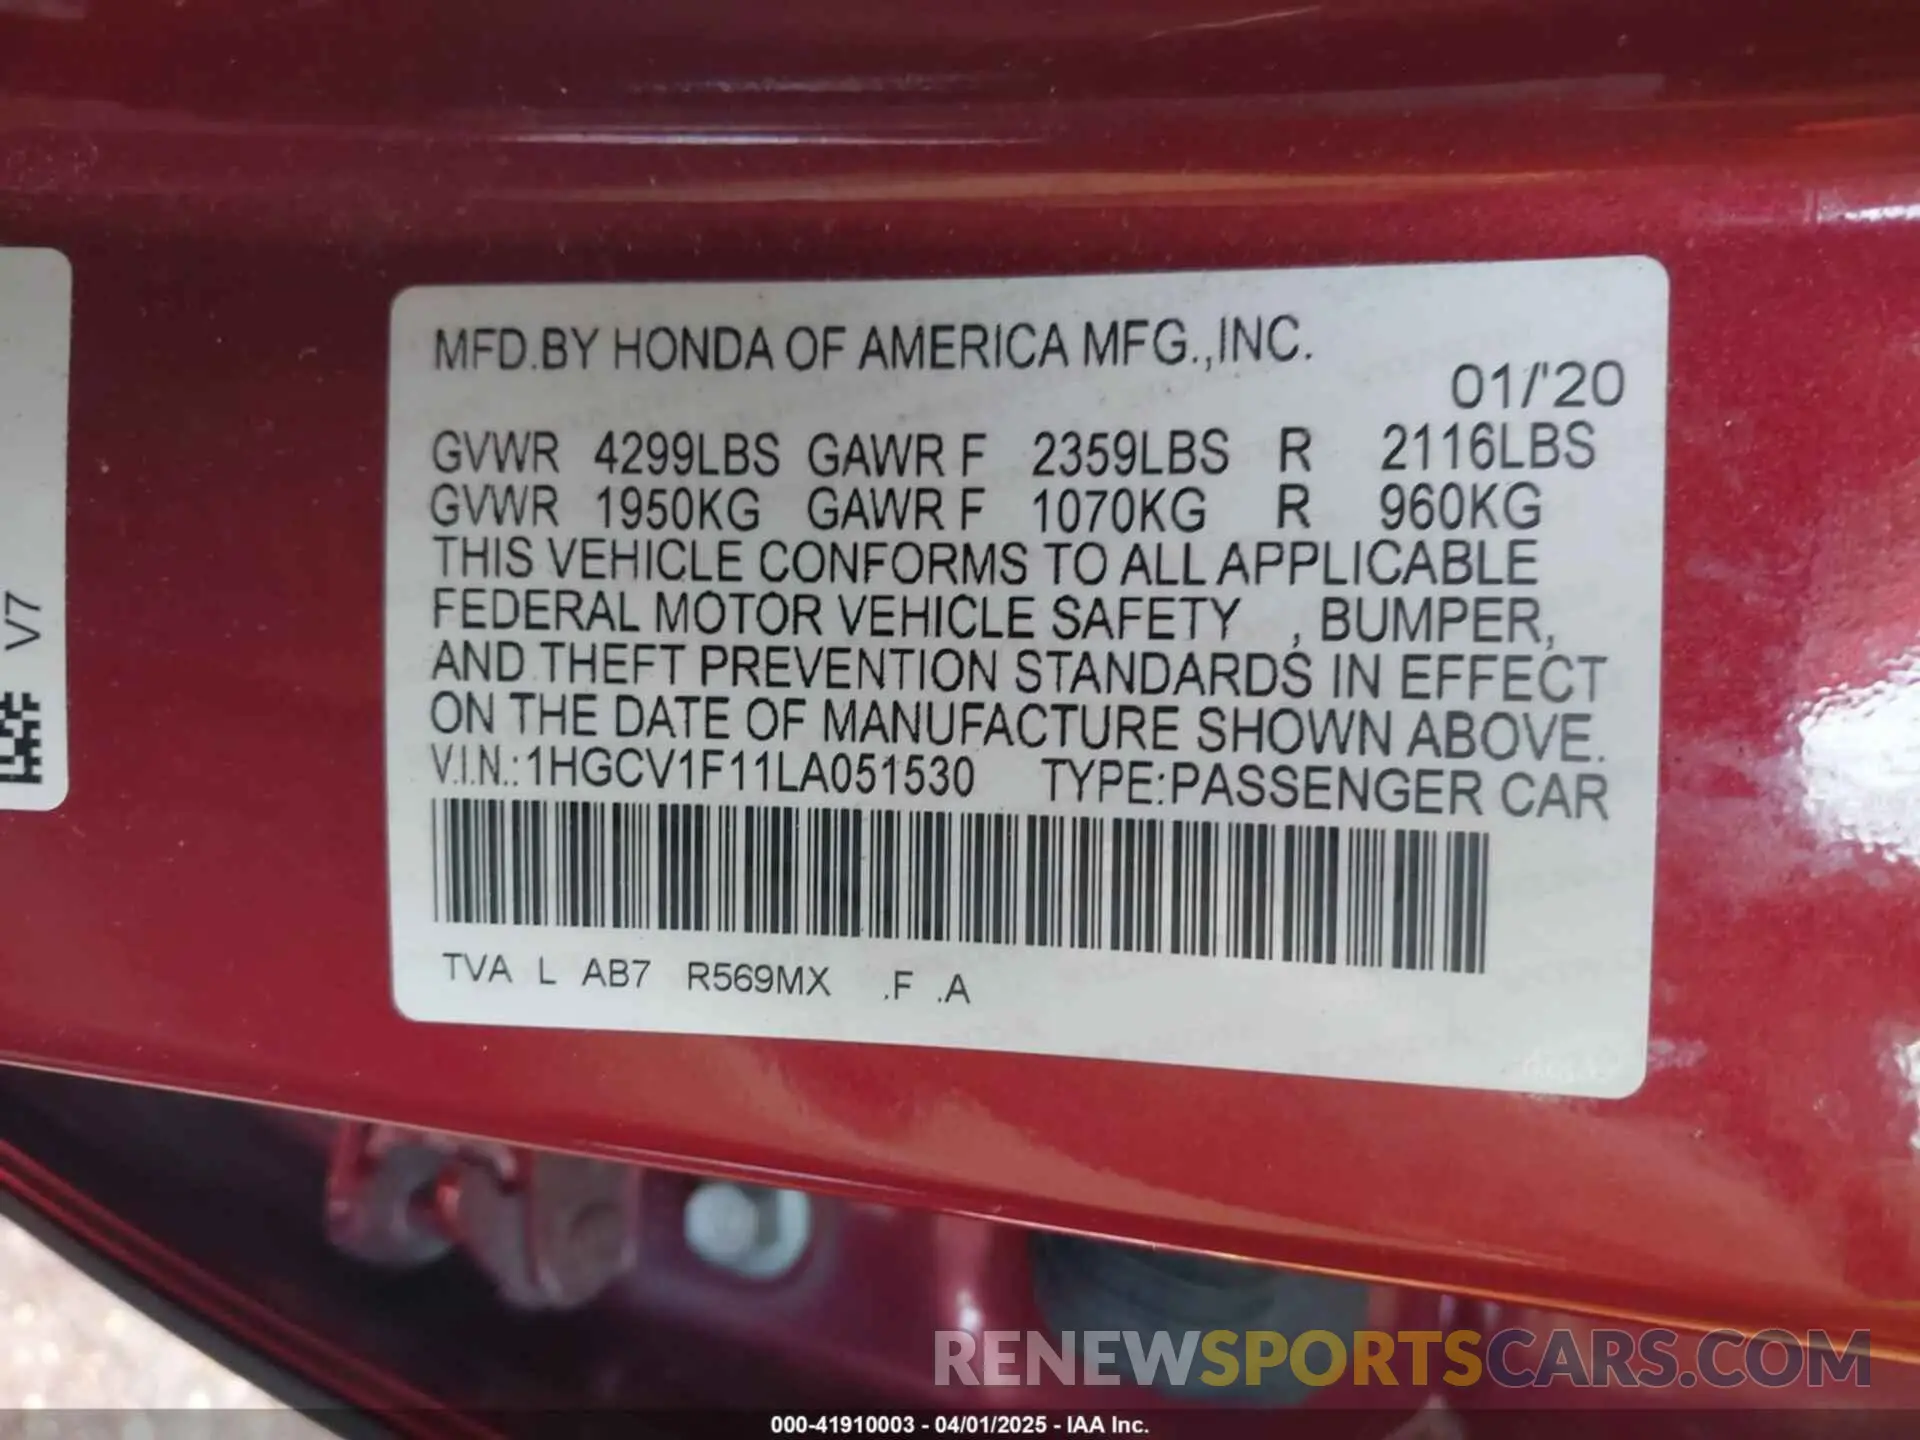 MFD.BY HONDA OF AMERICA MFG.,INC.
01/'20
GVWR 4299LBS GAWR F 2359LBS R 2116LBS
GVWR 1950KG GAWR F 1070KG R 960KG
THIS VEHICLE CONFORMS TO ALL APPLICABLE
FEDERAL MOTOR VEHICLE SAFETY , BUMPER,
AND THEFT PREVENTION STANDARDS IN EFFECT
ON THE DATE OF MANUFACTURE SHOWN ABOVE.
V.I.N.:1HGCV1F11LA051530 TYPE:PASSENGER CAR
TVA L AB7 R569MX .F .A
V7
RENEWSPORTSCARS.COM
000-41910003 - 04/01/2025 - IAA Inc.